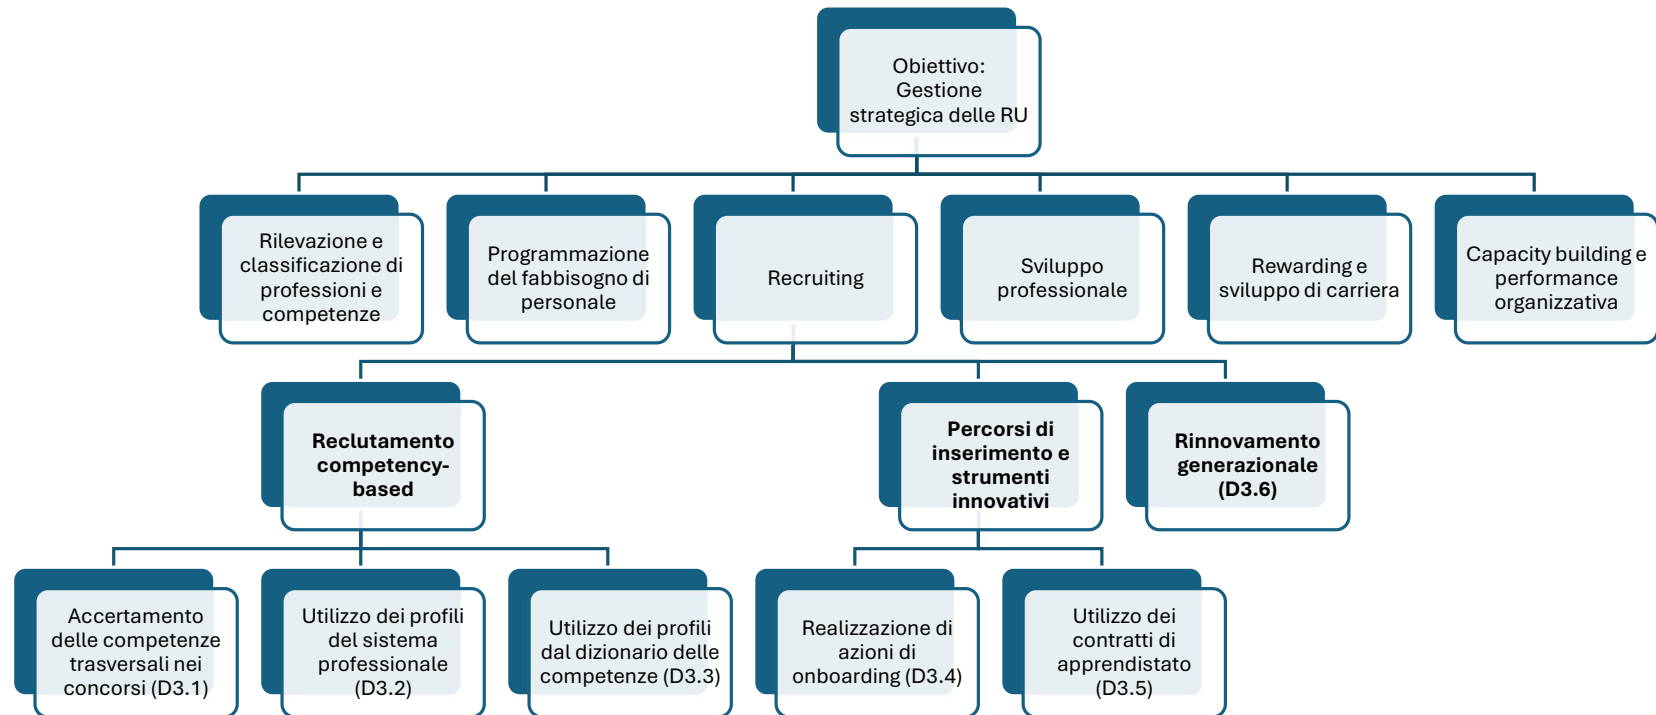 Obiettivo:
Gestione
strategica delle RU
Rilevazione e
classificazione di
professioni e
competenze
Programmazione
del fabbisogno di
personale
Recruiting
Sviluppo
professionale
Rewarding e
sviluppo di carriera
Capacity building e
performance
organizzativa
Reclutamento
competency-
based
Percorsi di
inserimento e
strumenti
innovativi
Rinnovamento
generazionale
(D3.6)
Accertamento
delle competenze
trasversali nei
concorsi (D3.1)
Utilizzo dei profili
del sistema
professionale
(D3.2)
Utilizzo dei profili
dal dizionario delle
competenze (D3.3)
Realizzazione di
azioni di
onboarding (D3.4)
Utilizzo dei
contratti di
apprendistato
(D3.5)